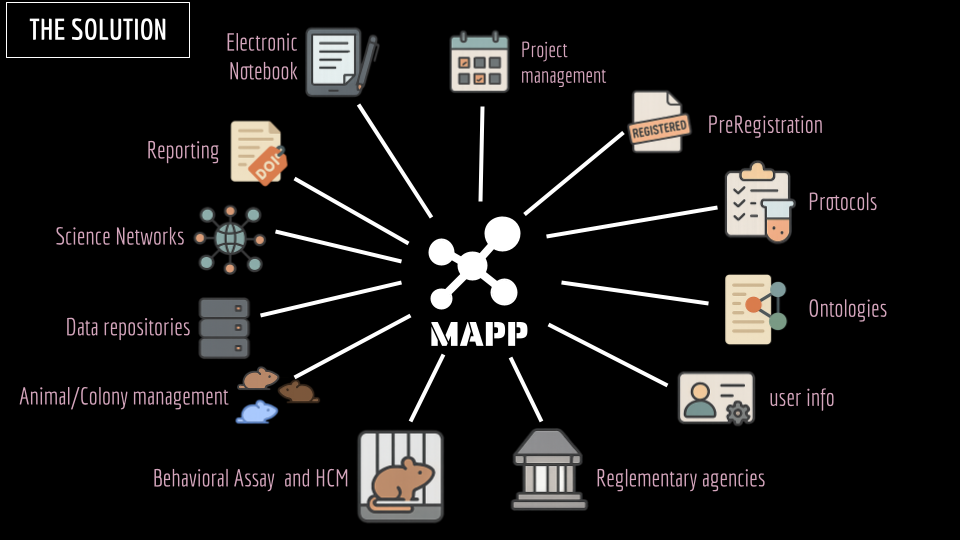 THE SOLUTION
Electronic
Notebook
Project
management
REGISTERED
PreRegistration
Reporting
DOI
Protocols
Science Networks
Ontologies
Data repositories
MAPP
Animal/Colony management
user info
Behavioral Assay  and HCM
Reglementary agencies